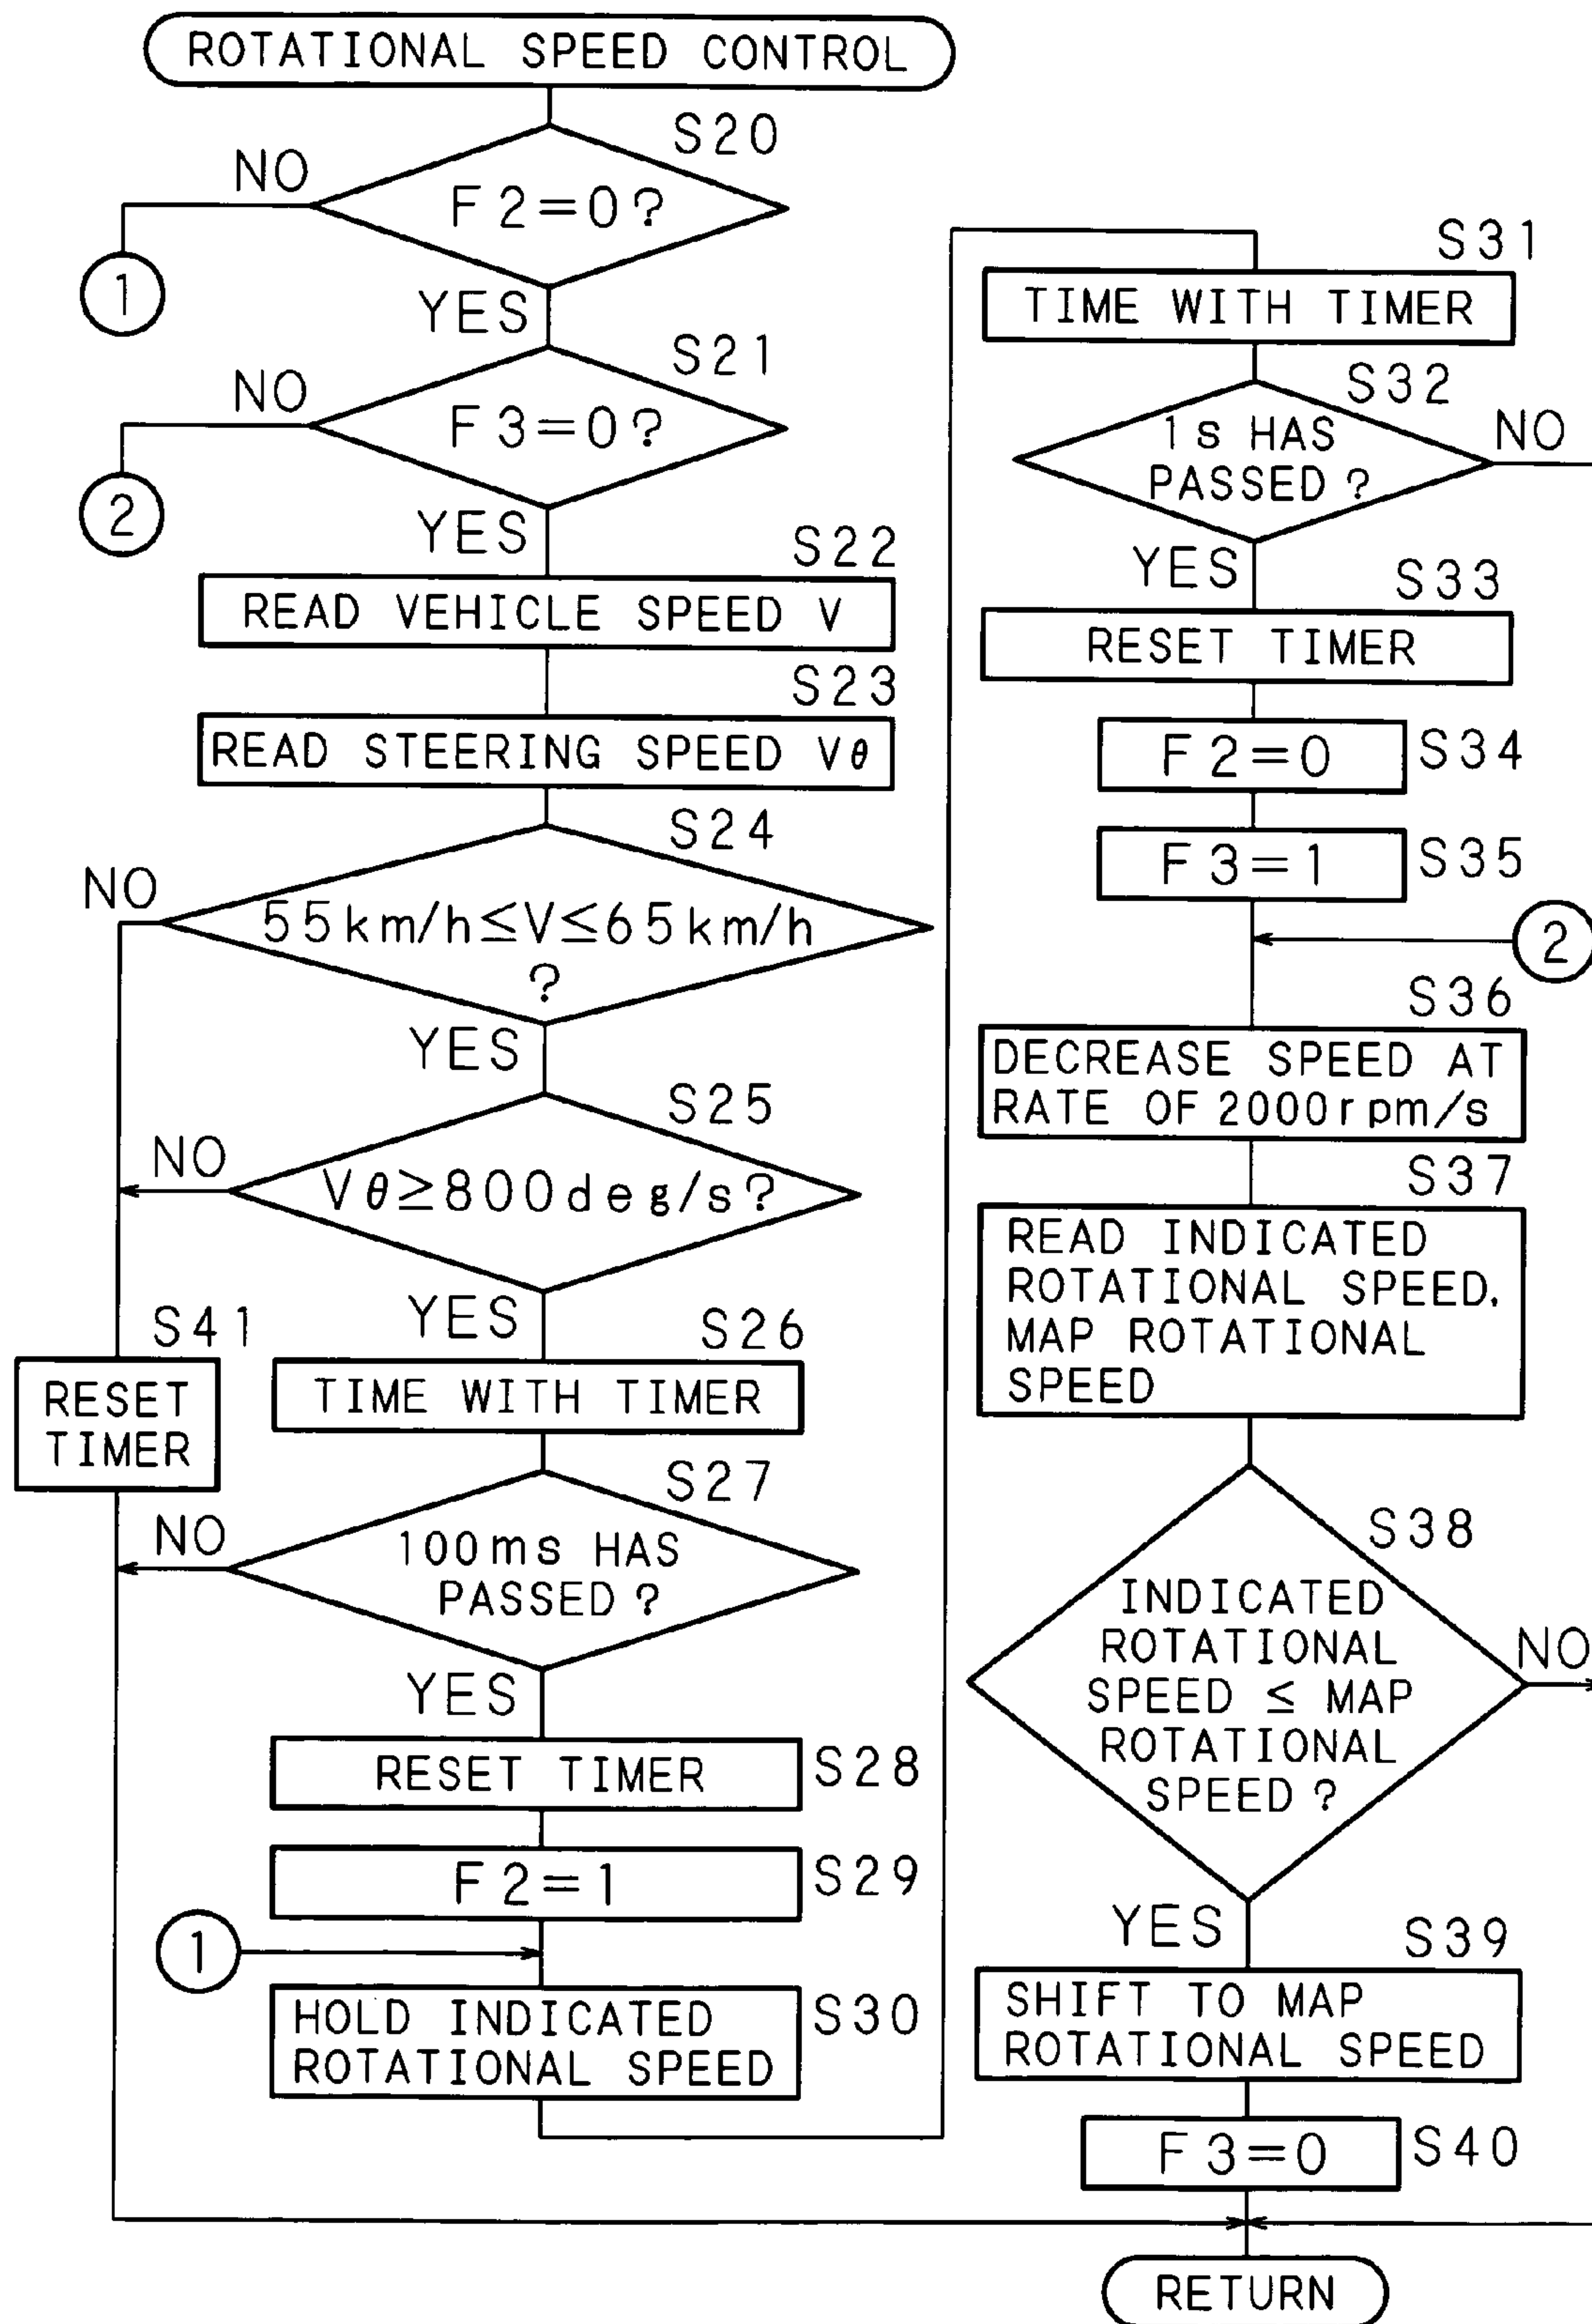 ROTATIONAL SPEED CONTROL
S20
NO
F2=0?
1
YES
S21
NO
F3=0?
2
YES
S22
READ VEHICLE SPEED V
S23
READ STEERING SPEED Vθ
S24
NO
55km/h≤V≤65km/h
?
YES
S25
NO
Vθ≥800deg/s?
YES
S41
RESET
TIMER
S26
TIME WITH TIMER
S27
NO
100ms HAS
PASSED?
YES
RESET TIMER
S28
F2=1
S29
1
HOLD INDICATED
ROTATIONAL SPEED
S30
S31
TIME WITH TIMER
S32
1s HAS
PASSED?
NO
YES
S33
RESET TIMER
F2=0
S34
F3=1
S35
2
S36
DECREASE SPEED AT
RATE OF 2000rpm/s
S37
READ INDICATED
ROTATIONAL SPEED,
MAP ROTATIONAL
SPEED
S38
INDICATED
ROTATIONAL
SPEED ≤ MAP
ROTATIONAL
SPEED?
NO
YES
S39
SHIFT TO MAP
ROTATIONAL SPEED
F3=0
S40
RETURN